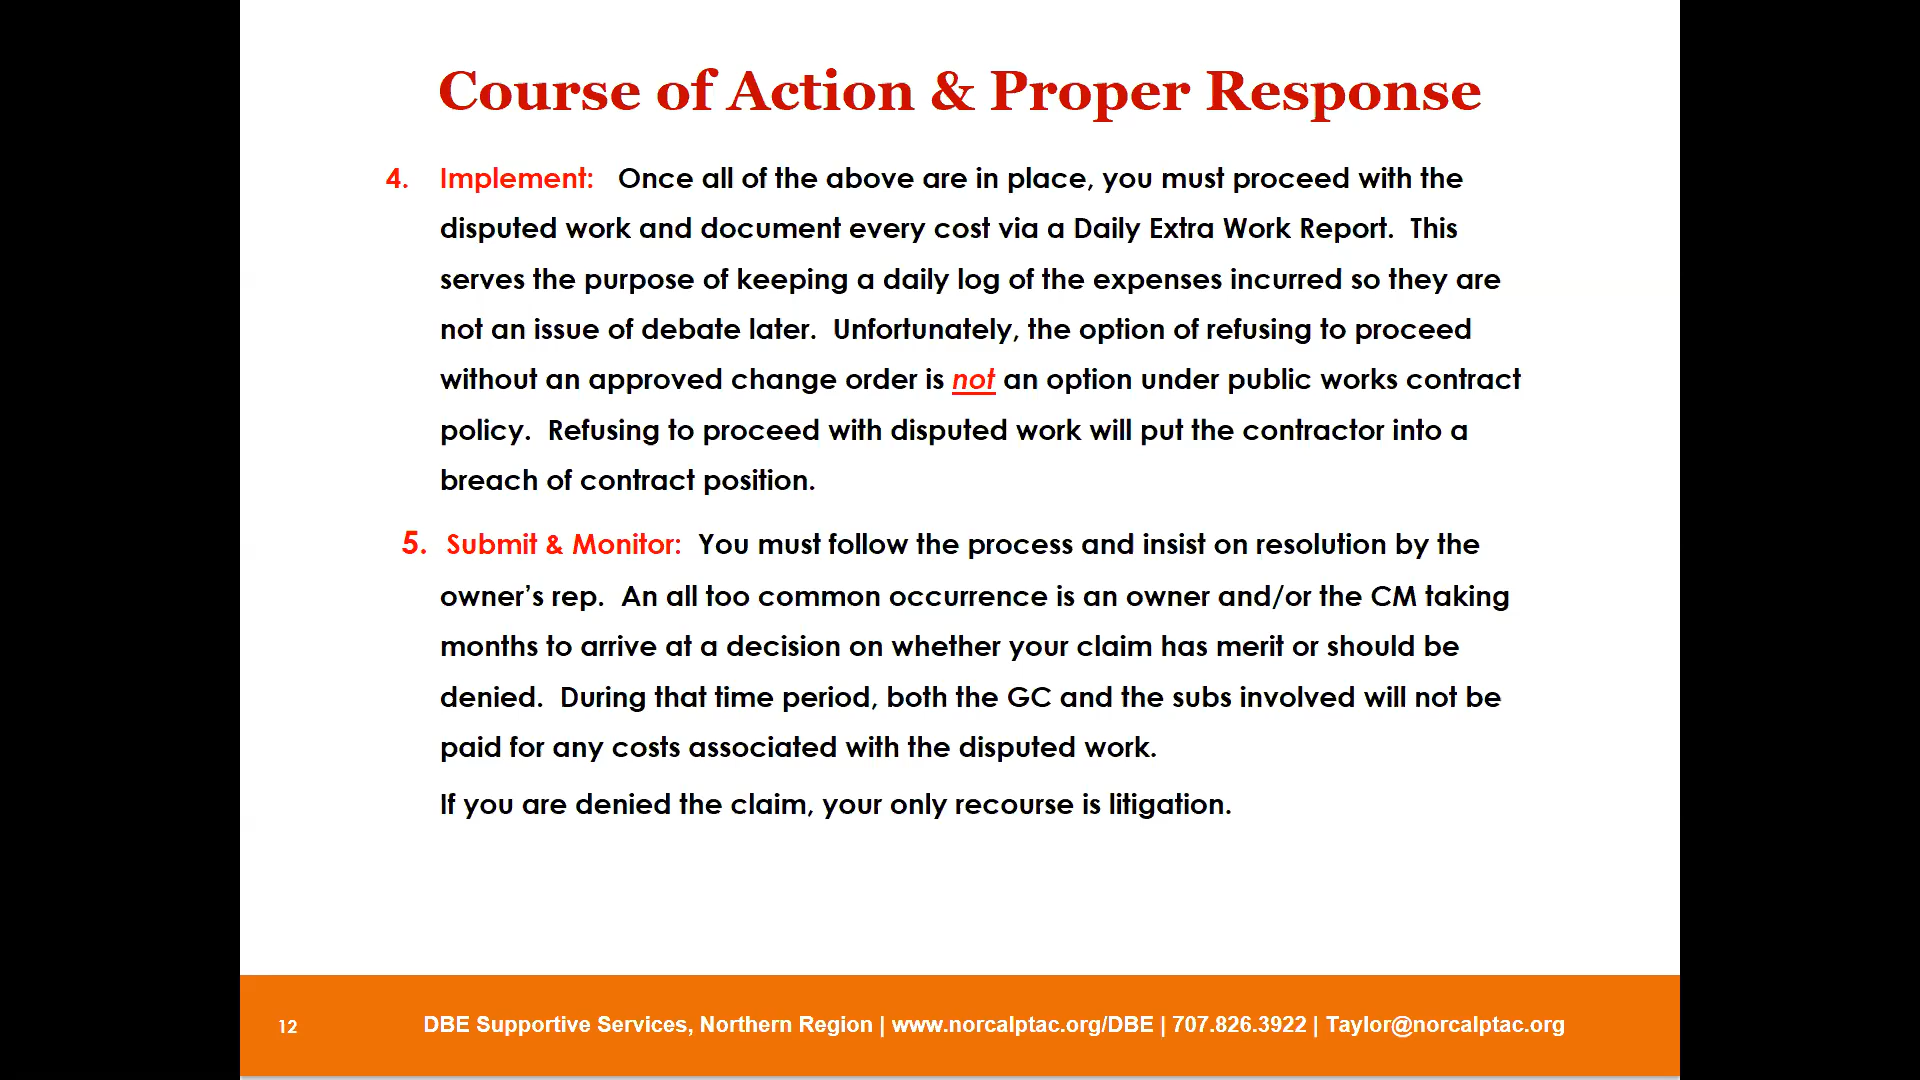 Course of Action & Proper Response
4. Implement: Once all of the above are in place, you must proceed with the
disputed work and document every cost via a Daily Extra Work Report. This
serves the purpose of keeping a daily log of the expenses incurred so they are
not an issue of debate later. Unfortunately, the option of refusing to proceed
without an approved change order is not an option under public works contract
policy. Refusing to proceed with disputed work will put the contractor into a
breach of contract position.
5. Submit & Monitor: You must follow the process and insist on resolution by the
owner’s rep. An all too common occurrence is an owner and/or the CM taking
months to arrive at a decision on whether your claim has merit or should be
denied. During that time period, both the GC and the subs involved will not be
paid for any costs associated with the disputed work.
If you are denied the claim, your only recourse is litigation.
12 DBE Supportive Services, Northern Region | www.norcalptac.org/DBE | 707.826.3922 | Taylor@norcalptac.org